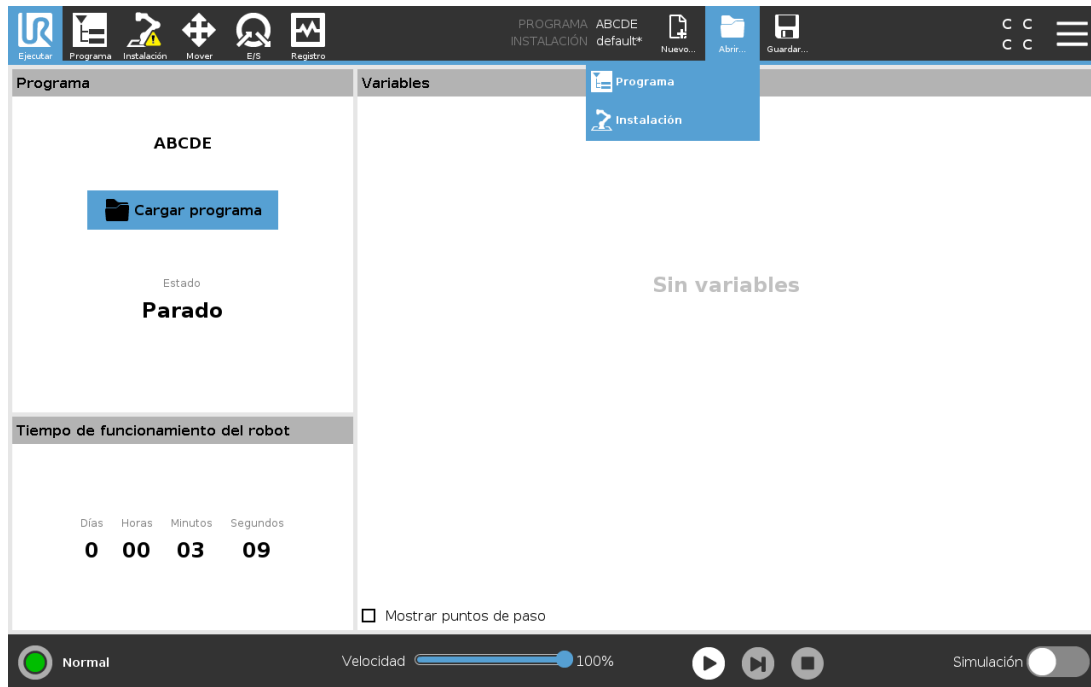 UR
Ejecutar Programa Instalación Mover E/S Registro
PROGRAMA ABCDE
INSTALACIÓN default*
Nuevo... Abrir... Guardar...
C C
C C
Programa
Variables
Programa
Instalación
ABCDE
Cargar programa
Estado
Parado
Sin variables
Tiempo de funcionamiento del robot
Días Horas Minutos Segundos
0 00 03 09
Mostrar puntos de paso
Normal
Velocidad 100%
Simulación